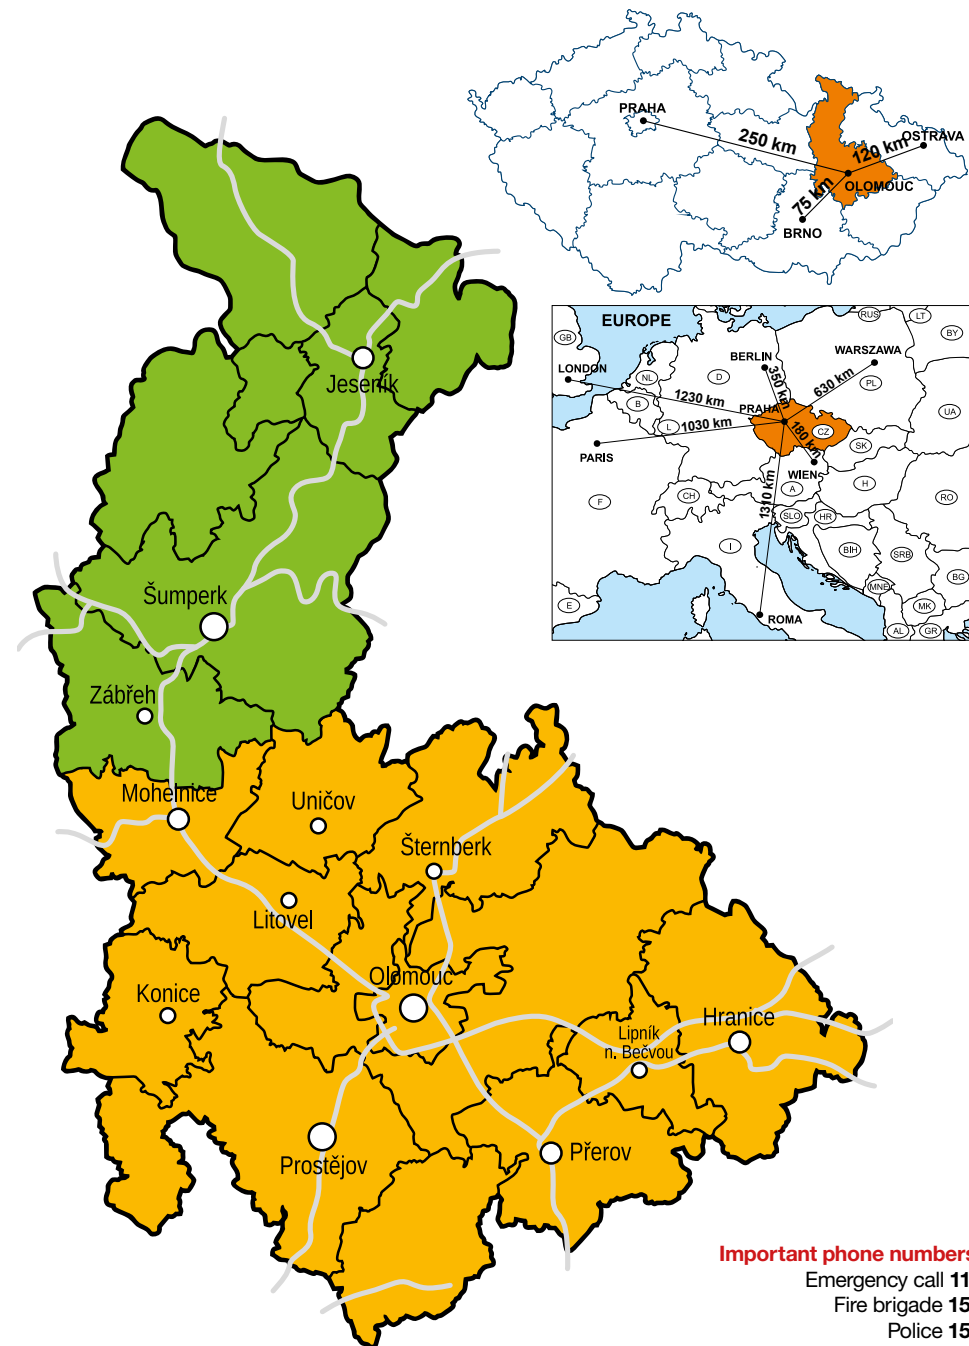 PRAHA
250 km
120 km
OSTRAVA
OLOMOUC
75 km
BRNO
EUROPE
GB
RUS
LT
BY
LONDON
NL
D
BERLIN
WARSZAWA
PL
350 km
630 km
B
1230 km
PRAHA
UA
L
1030 km
CZ
180 km
SK
PARIS
WIEN
H
1310 km
A
CH
F
RO
SLO
HR
I
BIH
SRB
BG
MNE
E
MK
ROMA
AL
GR
Jeseník
Šumperk
Zábřeh
Mohelnice
Uničov
Šternberk
Litovel
Olomouc
Konice
Hranice
Lipník
n. Bečvou
Prostějov
Přerov
Important phone numbers
Emergency call 11
Fire brigade 15
Police 15